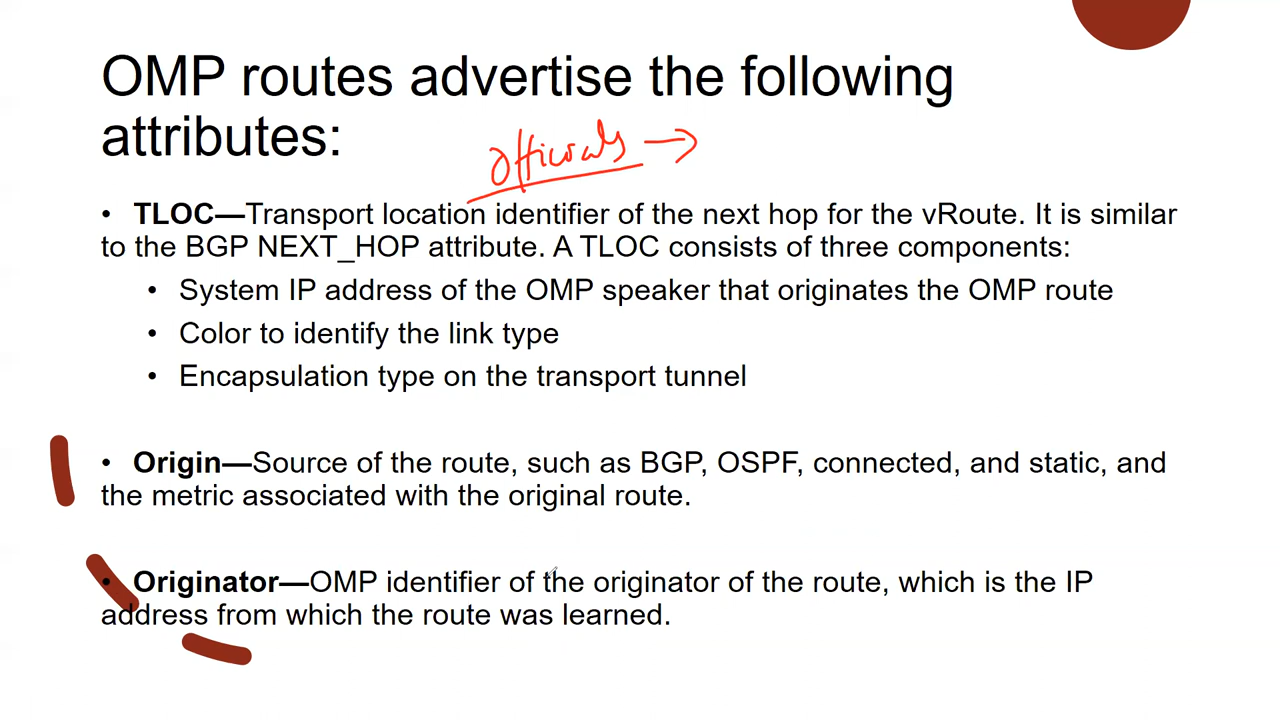 OMP routes advertise the following
attributes:
Officials →
• TLOC—Transport location identifier of the next hop for the vRoute. It is similar
to the BGP NEXT_HOP attribute. A TLOC consists of three components:
• System IP address of the OMP speaker that originates the OMP route
• Color to identify the link type
• Encapsulation type on the transport tunnel
• Origin—Source of the route, such as BGP, OSPF, connected, and static, and
the metric associated with the original route.
• Originator—OMP identifier of the originator of the route, which is the IP
address from which the route was learned.